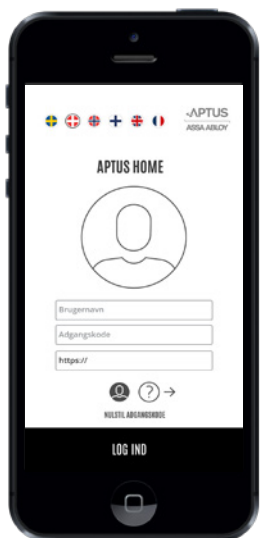 APTUS
ASSA ABLOY
APTUS HOME
Brugernavn
Adgangskode
https://
?
NULSTIL ADGANGSKODE
LOG IND